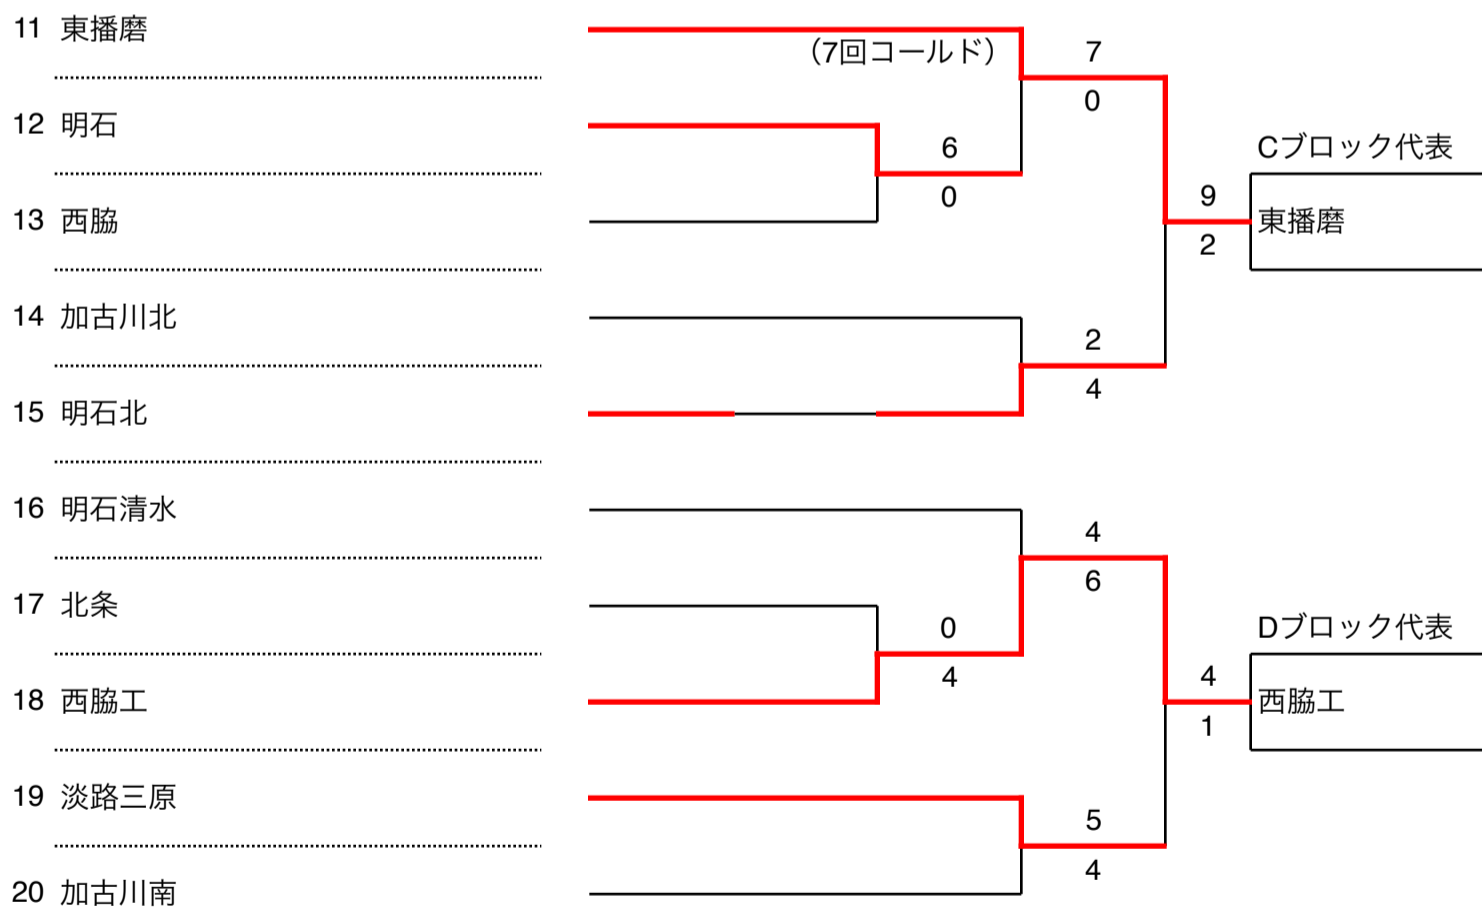 11 東播磨
（7回コールド）
7
0
12 明石
6
0
Cブロック代表
9
2
東播磨
13 西脇
14 加古川北
2
4
15 明石北
16 明石清水
4
6
17 北条
0
4
Dブロック代表
4
1
西脇工
18 西脇工
19 淡路三原
5
4
20 加古川南